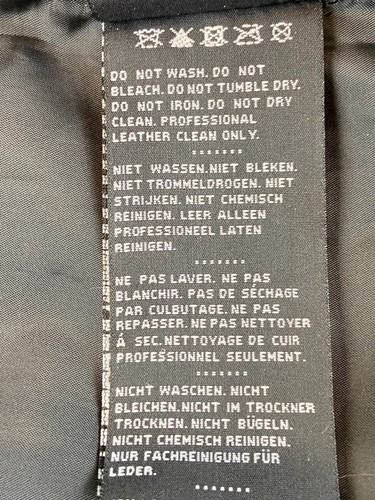 DO NOT WASH. DO NOT
BLEACH. DO NOT TUMBLE DRY.
DO NOT IRON. DO NOT DRY
CLEAN. PROFESSIONAL
LEATHER CLEAN ONLY.
NIET WASSEN.NIET BLEKEN.
NIET TROMMELDROGEN. NIET
STRIJKEN. NIET CHEMISCH
REINIGEN. LEER ALLEEN
PROFESSIONEEL LATEN
REINIGEN.
NE PAS LAVER. NE PAS
BLANCHIR. PAS DE SÉCHAGE
PAR CULBUTAGE. NE PAS
REPASSER. NE PAS NETTOYER
Á SEC. NETTOYAGE DE CUIR
PROFESSIONNEL SEULEMENT.
NICHT WASCHEN. NICHT
BLEICHEN.NICHT IM TROCKNER
TROCKNEN. NICHT BÜGELN.
NICHT CHEMISCH REINIGEN.
NUR FACHREINIGUNG FÜR
LEDER.